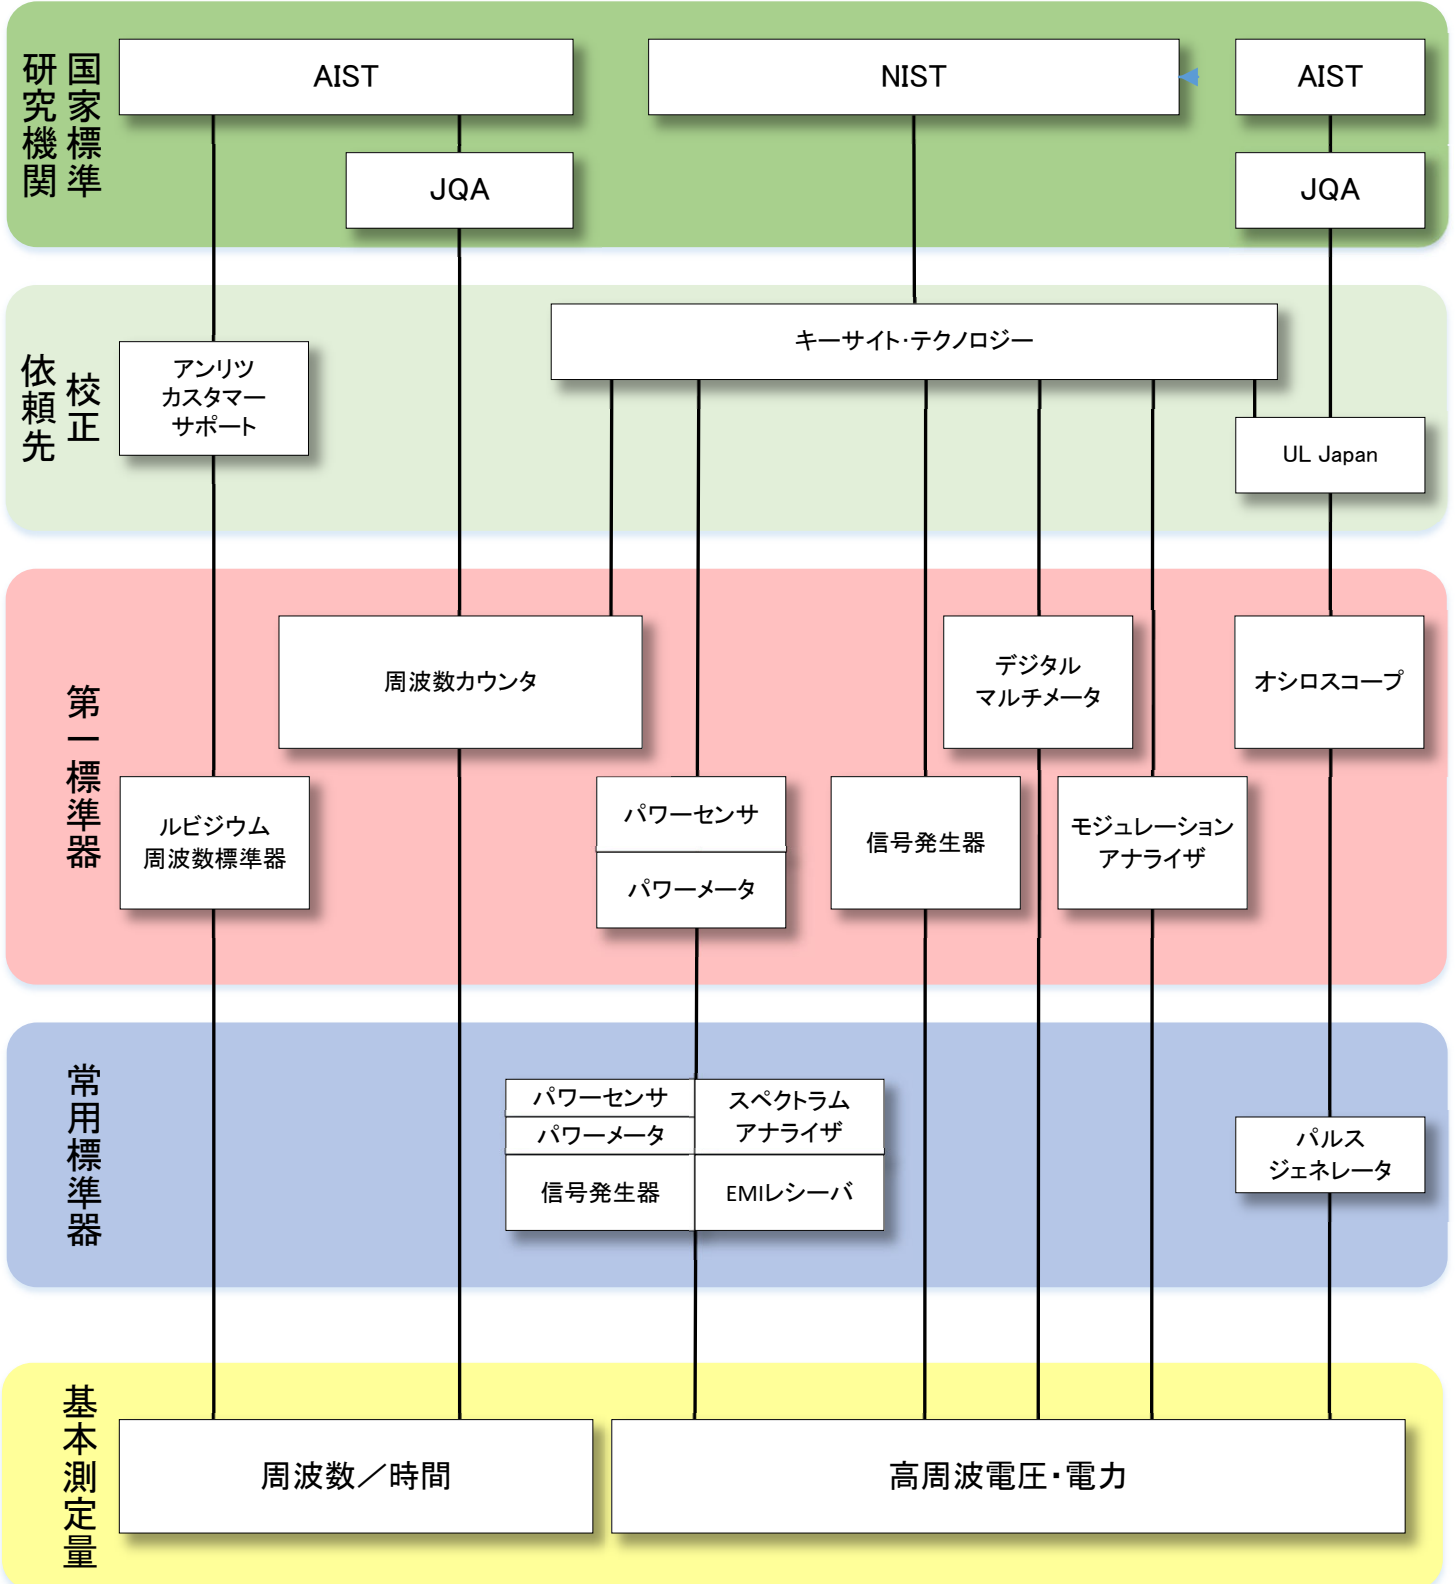 国家標準
研究機関
AIST
NIST
AIST
JQA
JQA
校正
依頼先
キーサイト・テクノロジー
アンリツ
カスタマー
サポート
UL Japan
第一標準器
周波数カウンタ
デジタル
マルチメータ
オシロスコープ
ルビジウム
周波数標準器
パワーセンサ
パワーメータ
信号発生器
モジュレーション
アナライザ
常用標準器
パワーセンサ
パワーメータ
信号発生器
スペクトラム
アナライザ
EMIレシーバ
パルス
ジェネレータ
基本測定量
周波数／時間
高周波電圧・電力